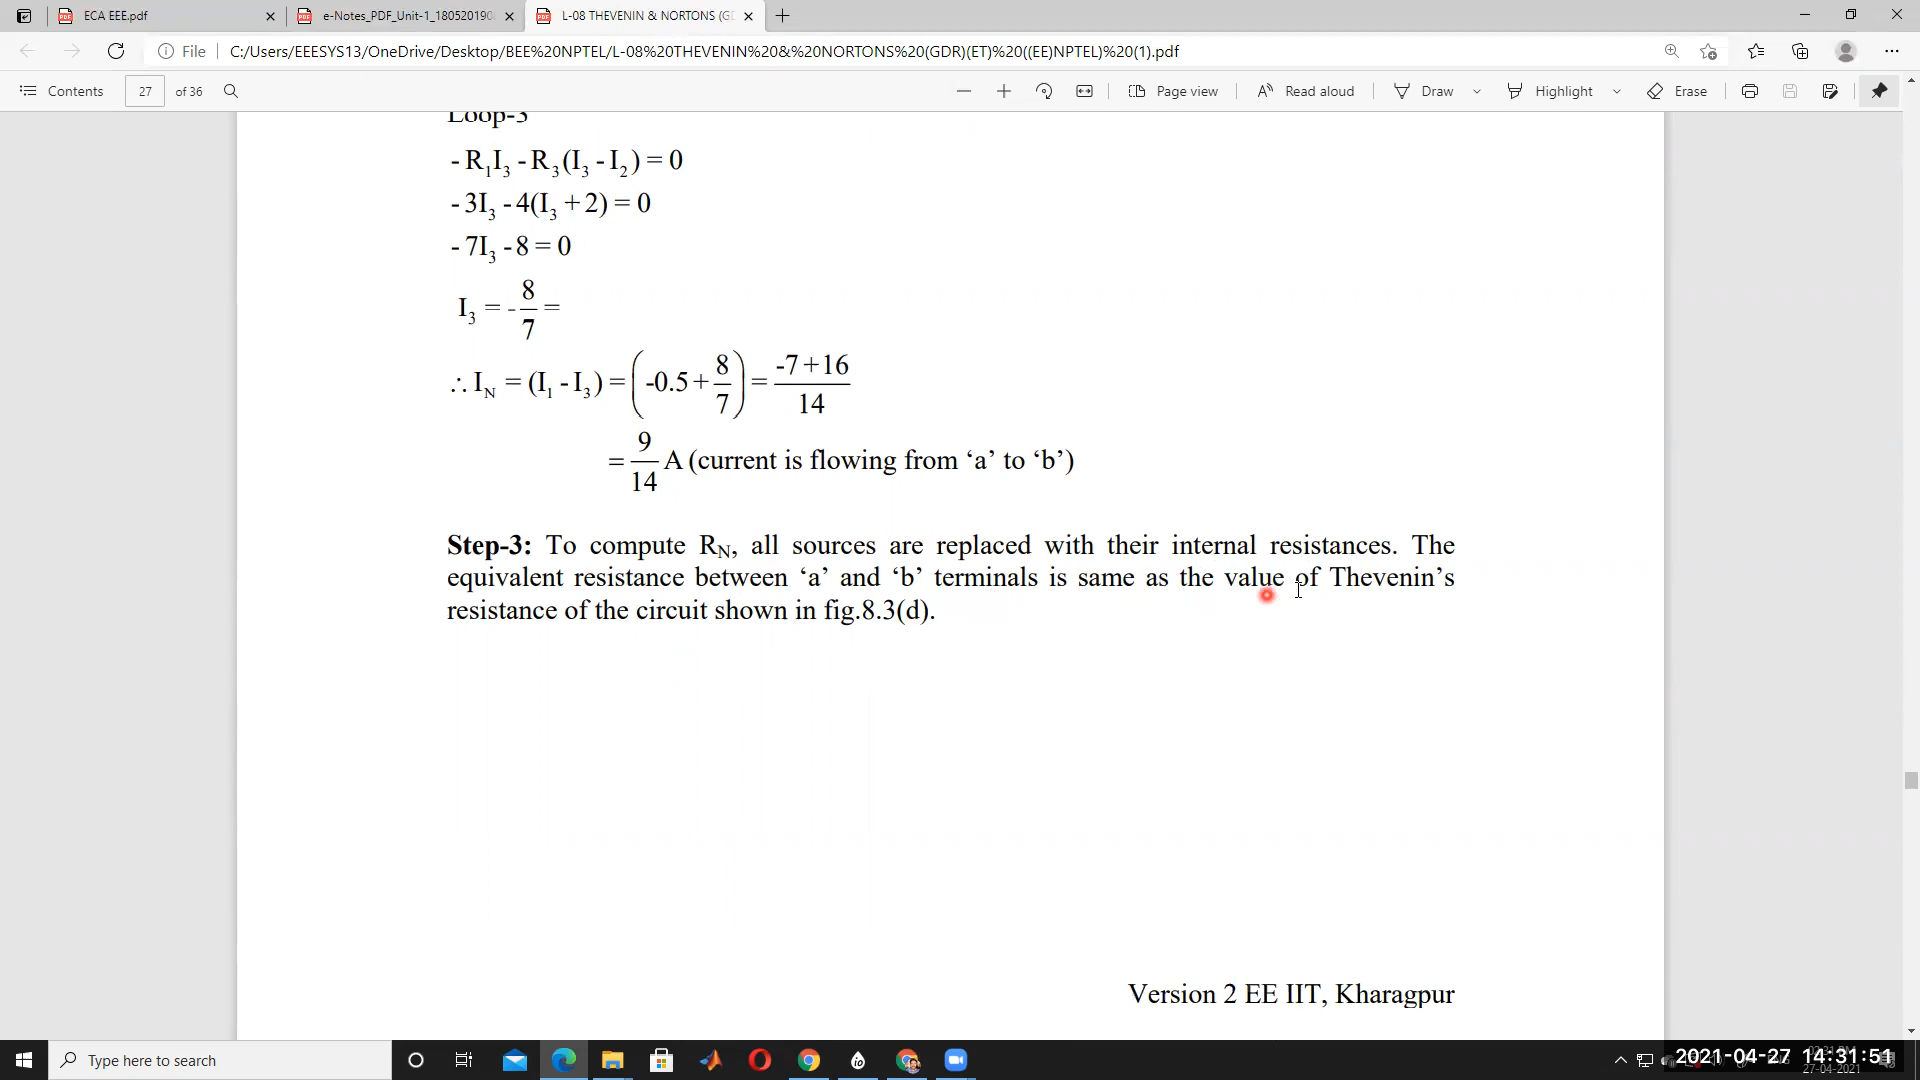 ECA EEE.pdf
e-Notes_PDF_Unit-1_18052019
L-08 THEVENIN & NORTONS (GD
File
C:/Users/EEESYS13/OneDrive/Desktop/BEE%20NPTEL/L-08%20THEVENIN%20&%20NORTONS%20(GDR)(ET)%20((EE)NPTEL)%20(1).pdf
Contents 27 of 36 Page view Read aloud Draw Highlight Erase
Loop-3
- R₁I₃ - R₃(I₃ - I₂) = 0
- 3I₃ - 4(I₃ + 2) = 0
- 7I₃ - 8 = 0
I₃ = - 8/7 =
∴ I_N = (I₁ - I₃) = (-0.5 + 8/7) = (-7 + 16)/14
= 9/14 A (current is flowing from ‘a’ to ‘b’)
Step-3: To compute R_N, all sources are replaced with their internal resistances. The
equivalent resistance between ‘a’ and ‘b’ terminals is same as the value of Thevenin’s
resistance of the circuit shown in fig.8.3(d).
Version 2 EE IIT, Kharagpur
Type here to search
2021-04-27 14:31:51
27-04-2021